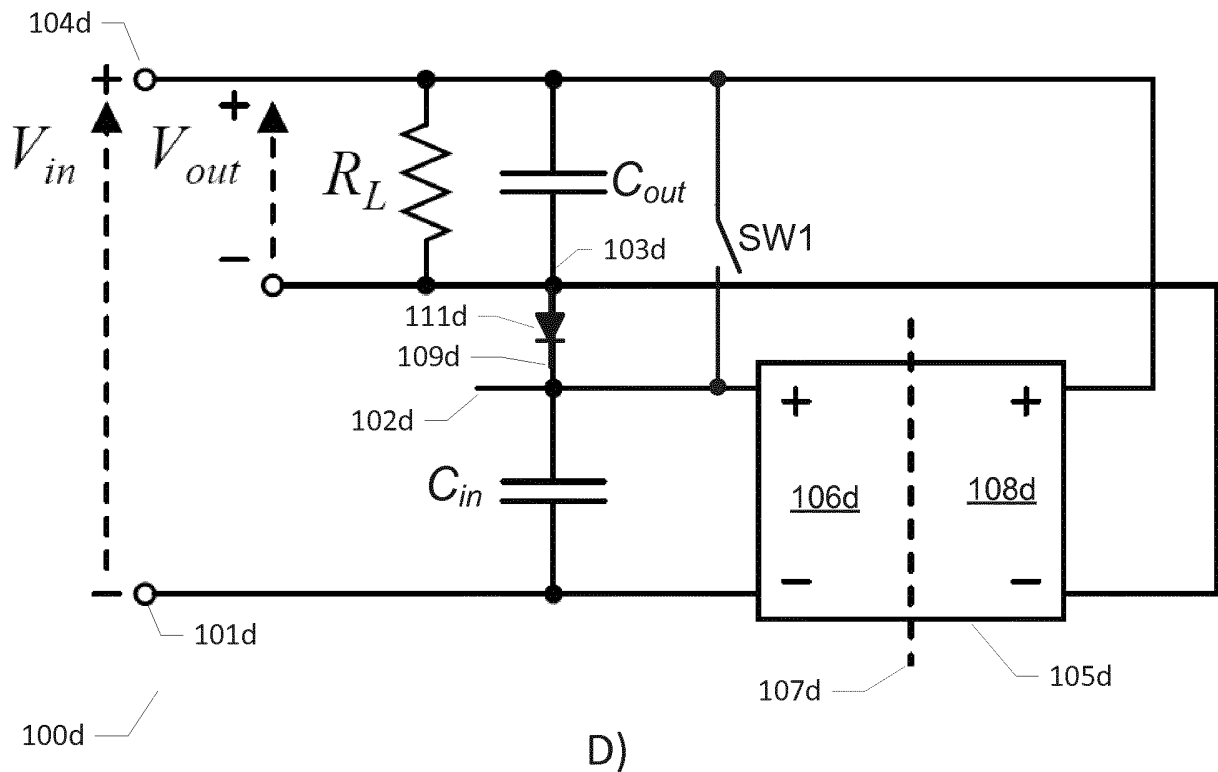 104d
+
+
V_in
V_out
R_L
C_out
−
103d
SW1
111d
109d
102d
+
+
C_in
106d
108d
−
−
−
101d
107d
105d
100d
D)